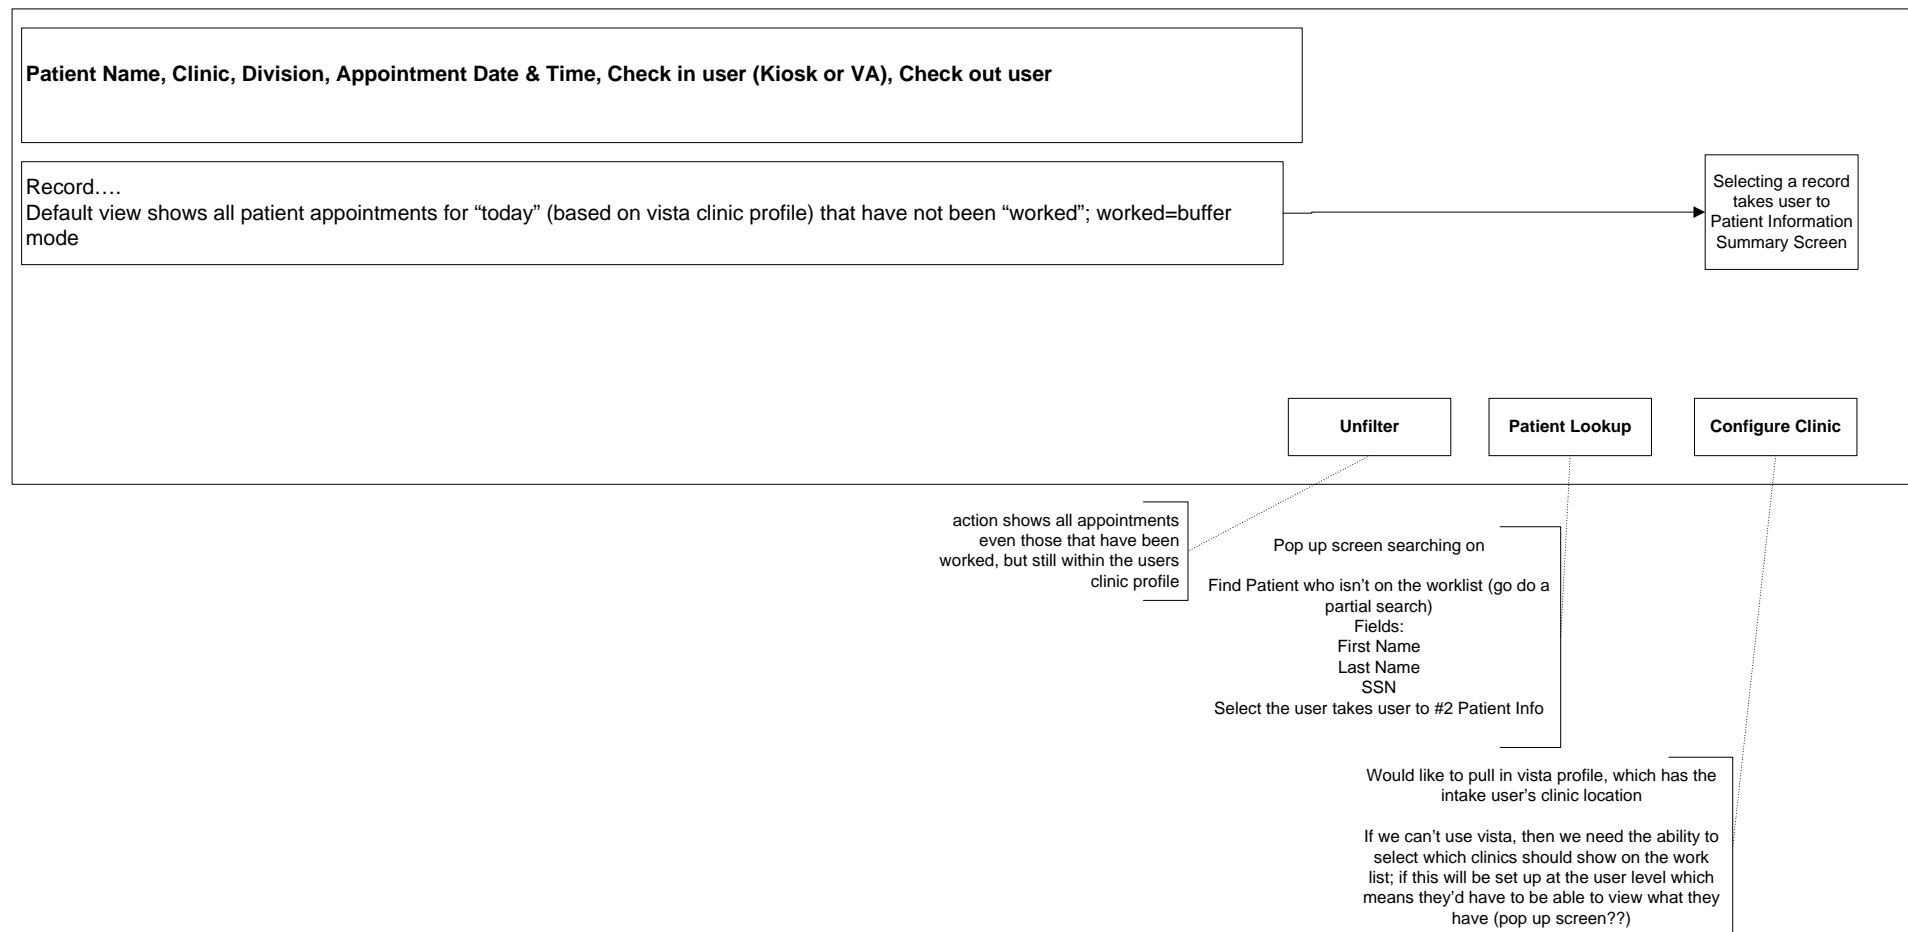 Patient Name, Clinic, Division, Appointment Date & Time, Check in user (Kiosk or VA), Check out user
Record….
Default view shows all patient appointments for “today” (based on vista clinic profile) that have not been “worked”; worked=buffer
mode
Selecting a record
takes user to
Patient Information
Summary Screen
Unfilter
Patient Lookup
Configure Clinic
action shows all appointments
even those that have been
worked, but still within the users
clinic profile
Pop up screen searching on
Find Patient who isn’t on the worklist (go do a
partial search)
Fields:
First Name
Last Name
SSN
Select the user takes user to #2 Patient Info
Would like to pull in vista profile, which has the
intake user’s clinic location
If we can’t use vista, then we need the ability to
select which clinics should show on the work
list; if this will be set up at the user level which
means they’d have to be able to view what they
have (pop up screen??)